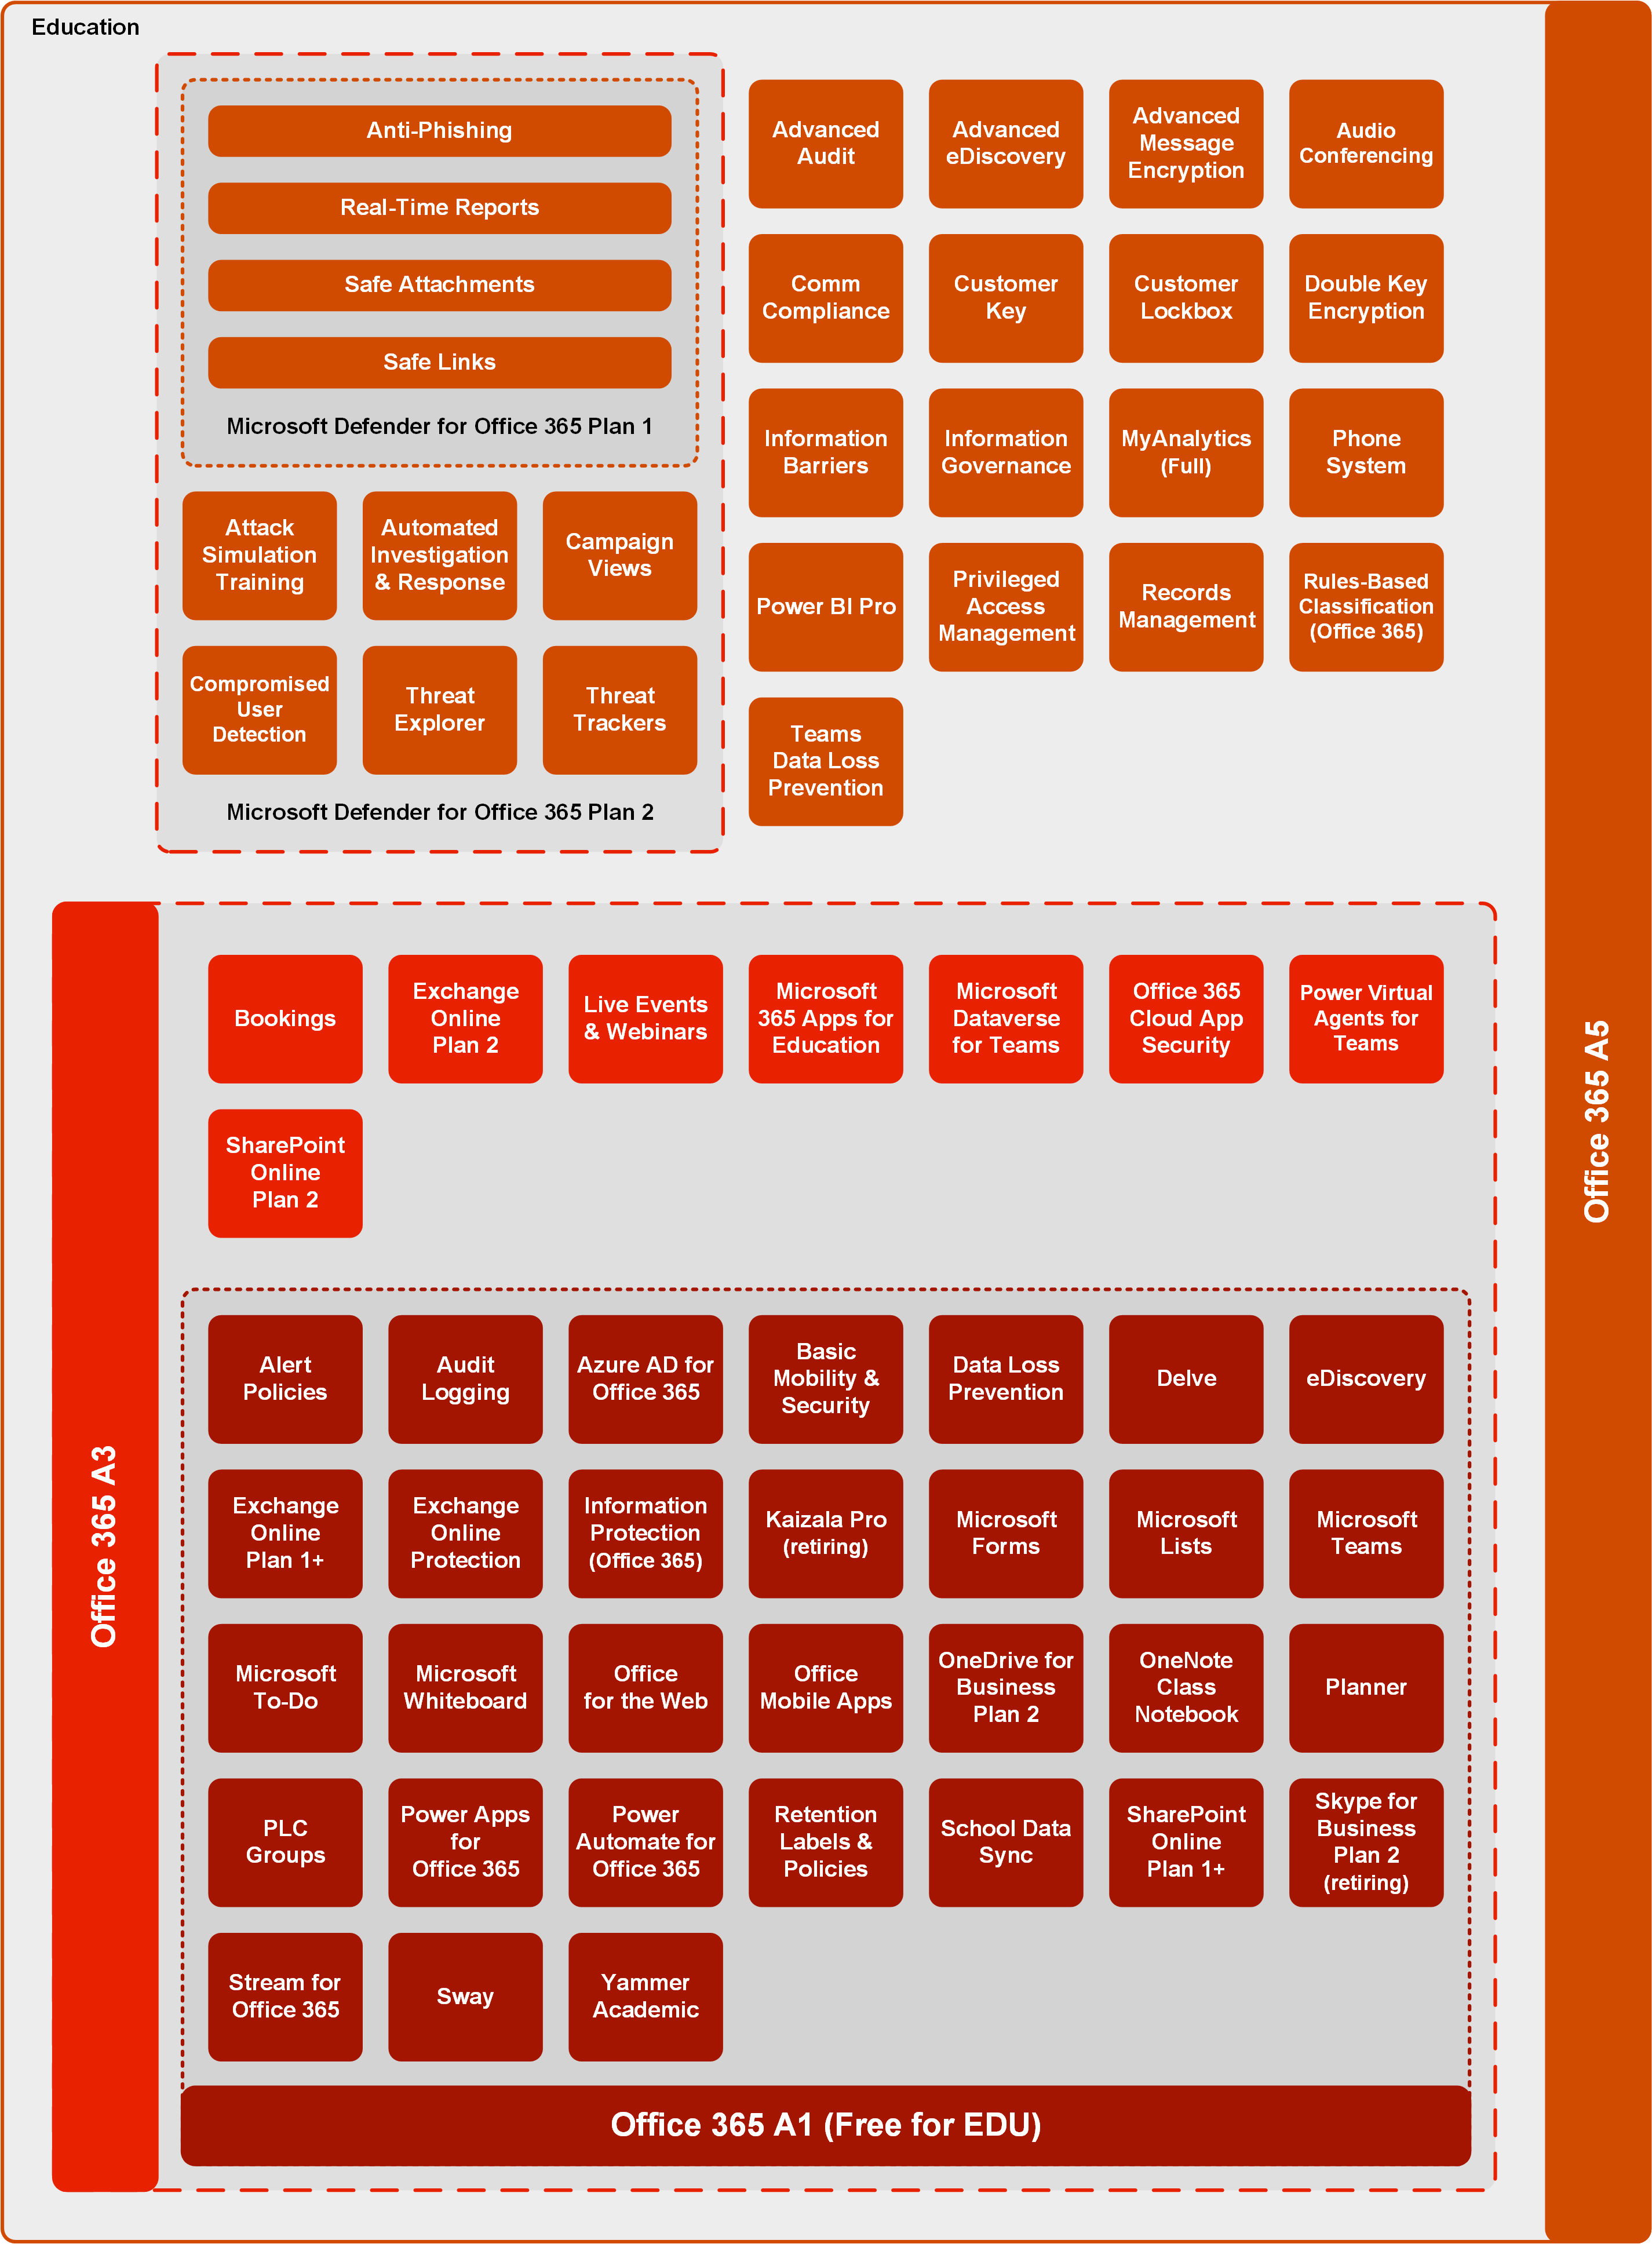 Education
Anti-Phishing
Real-Time Reports
Safe Attachments
Safe Links
Microsoft Defender for Office 365 Plan 1
Attack
Simulation
Training
Automated
Investigation
& Response
Campaign
Views
Compromised
User
Detection
Threat
Explorer
Threat
Trackers
Microsoft Defender for Office 365 Plan 2
Advanced
Audit
Advanced
eDiscovery
Advanced
Message
Encryption
Audio
Conferencing
Comm
Compliance
Customer
Key
Customer
Lockbox
Double Key
Encryption
Information
Barriers
Information
Governance
MyAnalytics
(Full)
Phone
System
Power BI Pro
Privileged
Access
Management
Records
Management
Rules-Based
Classification
(Office 365)
Teams
Data Loss
Prevention
Office 365 A5
Office 365 A3
Bookings
Exchange
Online
Plan 2
Live Events
& Webinars
Microsoft
365 Apps for
Education
Microsoft
Dataverse
for Teams
Office 365
Cloud App
Security
Power Virtual
Agents for
Teams
SharePoint
Online
Plan 2
Alert
Policies
Audit
Logging
Azure AD for
Office 365
Basic
Mobility &
Security
Data Loss
Prevention
Delve
eDiscovery
Exchange
Online
Plan 1+
Exchange
Online
Protection
Information
Protection
(Office 365)
Kaizala Pro
(retiring)
Microsoft
Forms
Microsoft
Lists
Microsoft
Teams
Microsoft
To-Do
Microsoft
Whiteboard
Office
for the Web
Office
Mobile Apps
OneDrive for
Business
Plan 2
OneNote
Class
Notebook
Planner
PLC
Groups
Power Apps
for
Office 365
Power
Automate for
Office 365
Retention
Labels &
Policies
School Data
Sync
SharePoint
Online
Plan 1+
Skype for
Business
Plan 2
(retiring)
Stream for
Office 365
Sway
Yammer
Academic
Office 365 A1 (Free for EDU)